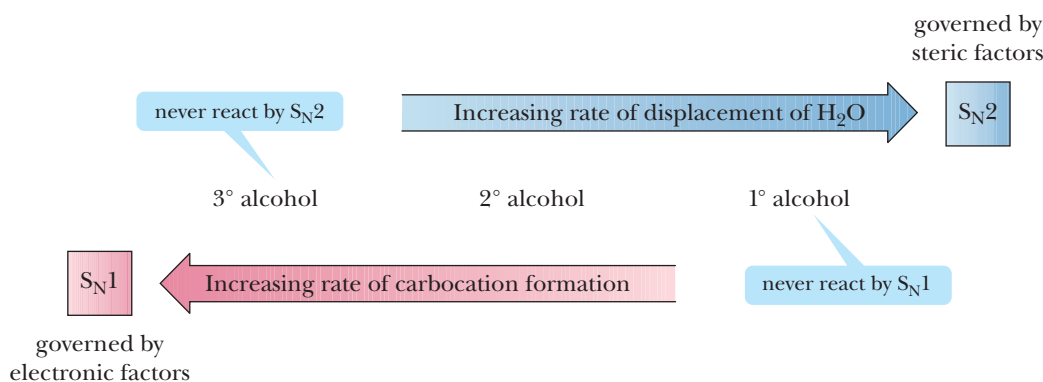 governed by
steric factors
never react by SN2
Increasing rate of displacement of H2O
SN2
3° alcohol
2° alcohol
1° alcohol
SN1
Increasing rate of carbocation formation
never react by SN1
governed by
electronic factors